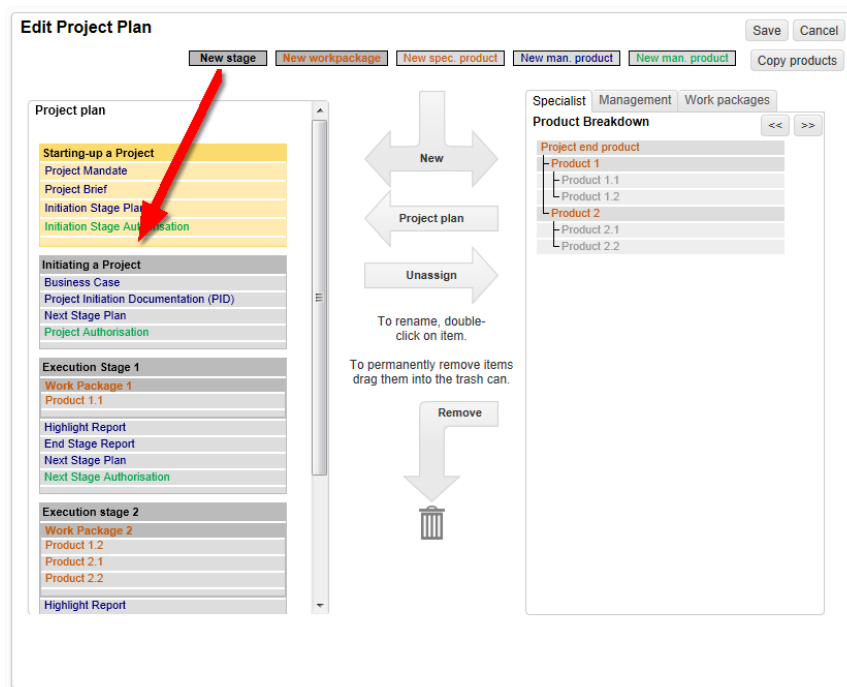 Edit Project Plan
Save Cancel
New stage New workpackage New spec. product New man. product New man. product Copy products
Project plan
Starting-up a Project
Project Mandate
Project Brief
Initiation Stage Plan
Initiation Stage Authorisation
Initiating a Project
Business Case
Project Initiation Documentation (PID)
Next Stage Plan
Project Authorisation
Execution Stage 1
Work Package 1
Product 1.1
Highlight Report
End Stage Report
Next Stage Plan
Next Stage Authorisation
Execution stage 2
Work Package 2
Product 1.2
Product 2.1
Product 2.2
Highlight Report
New
Project plan
Unassign
To rename, double-
click on item.
To permanently remove items
drag them into the trash can.
Remove
Specialist Management Work packages
Product Breakdown << >>
Project end product
Product 1
Product 1.1
Product 1.2
Product 2
Product 2.1
Product 2.2